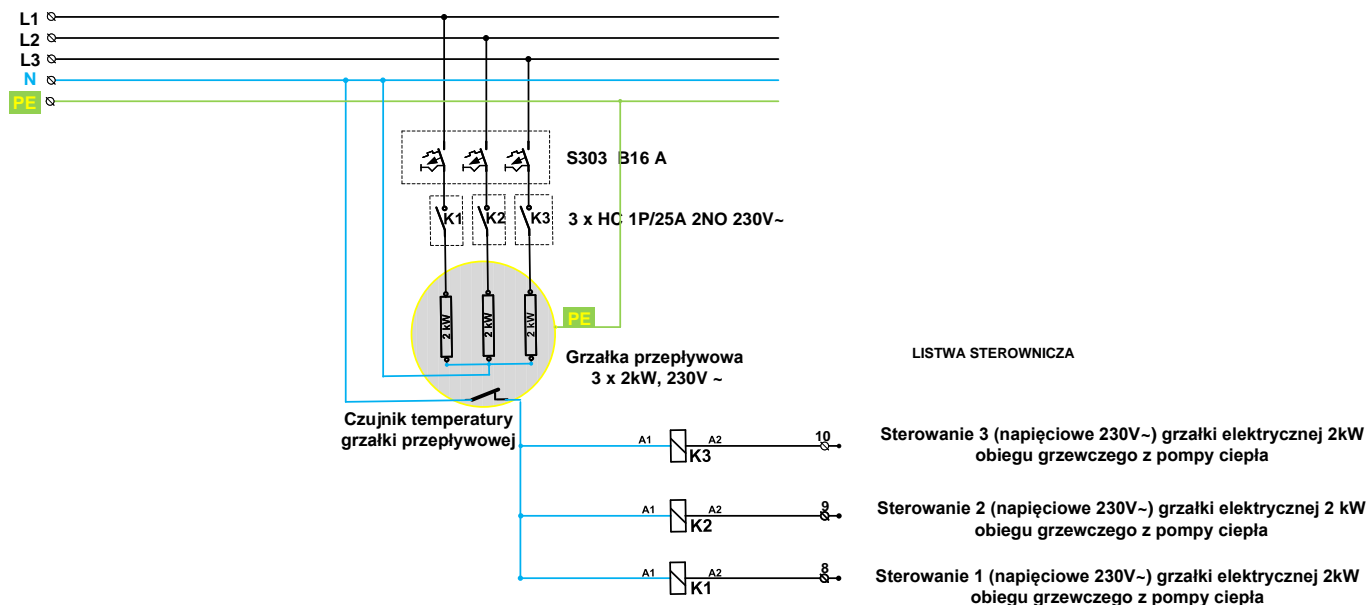 L1
L2
L3
N
PE
S303 B16 A
K1
K2
K3
3 x HC 1P/25A 2NO 230V~
2 kW
2 kW
2 kW
PE
Grzałka przepływowa
3 x 2kW, 230V ~
LISTWA STEROWNICZA
Czujnik temperatury
grzałki przepływowej
A1
A2
K3
10
Sterowanie 3 (napięciowe 230V~) grzałki elektrycznej 2kW
obiegu grzewczego z pompy ciepła
A1
A2
K2
9
Sterowanie 2 (napięciowe 230V~) grzałki elektrycznej 2 kW
obiegu grzewczego z pompy ciepła
A1
A2
K1
8
Sterowanie 1 (napięciowe 230V~) grzałki elektrycznej 2kW
obiegu grzewczego z pompy ciepła